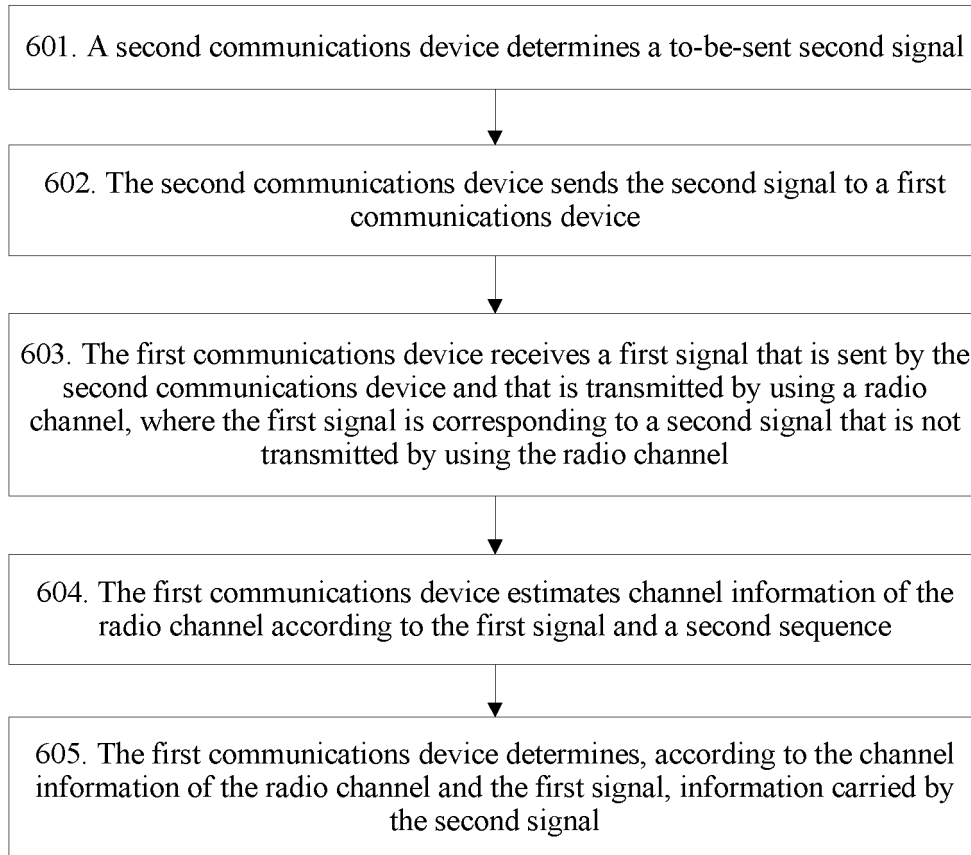 601. A second communications device determines a to-be-sent second signal
602. The second communications device sends the second signal to a first
communications device
603. The first communications device receives a first signal that is sent by the
second communications device and that is transmitted by using a radio
channel, where the first signal is corresponding to a second signal that is not
transmitted by using the radio channel
604. The first communications device estimates channel information of the
radio channel according to the first signal and a second sequence
605. The first communications device determines, according to the channel
information of the radio channel and the first signal, information carried by
the second signal